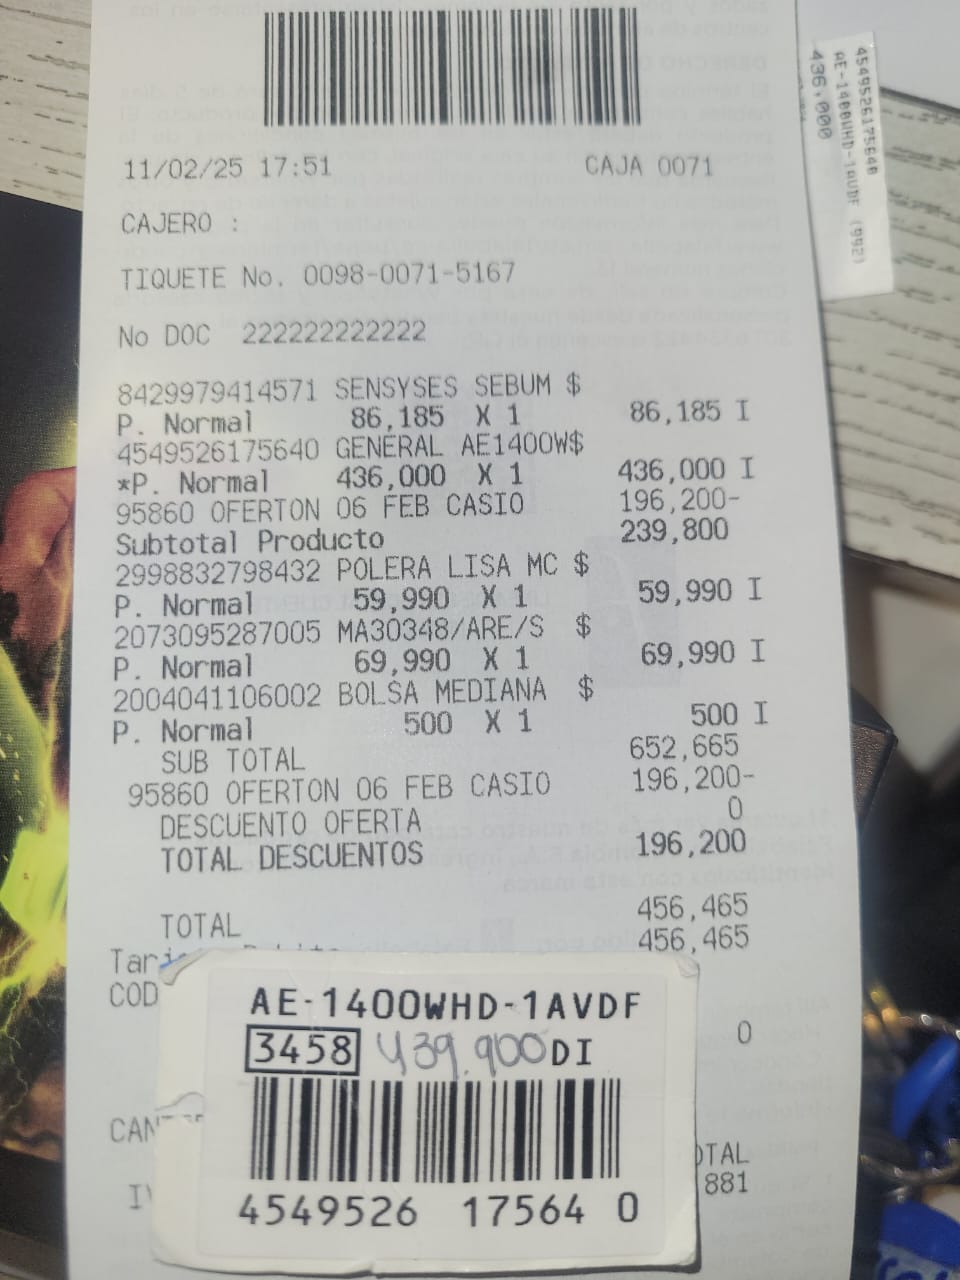 11/02/25 17:51 CAJA 0071
CAJERO :
TIQUETE No. 0098-0071-5167
No DOC 222222222222
8429979414571 SENSYSES SEBUM $
P. Normal 86,185 X 1 86,185 I
4549526175640 GENERAL AE1400W$
*P. Normal 436,000 X 1 436,000 I
95860 OFERTON 06 FEB CASIO 196,200-
Subtotal Producto 239,800
2998832798432 POLERA LISA MC $
P. Normal 59,990 X 1 59,990 I
2073095287005 MA30348/ARE/S $
P. Normal 69,990 X 1 69,990 I
2004041106002 BOLSA MEDIANA $
P. Normal 500 X 1 500 I
SUB TOTAL 652,665
95860 OFERTON 06 FEB CASIO 196,200-
DESCUENTO OFERTA 0
TOTAL DESCUENTOS 196,200
TOTAL 456,465
456,465
COD
0
OTAL
881
AE-1400WHD-1AVDF
3458 439.900 DI
4549526 17564 0
4549526175640
AE-1400WHD-1AVDF (992)
436,000